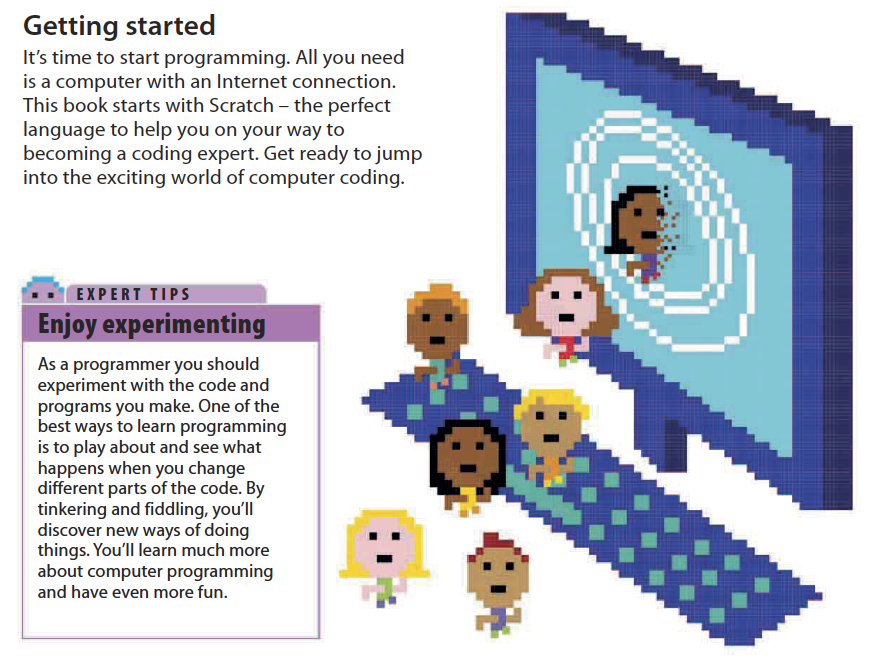 Getting started
It's time to start programming. All you need
is a computer with an Internet connection.
This book starts with Scratch – the perfect
language to help you on your way to
becoming a coding expert. Get ready to jump
into the exciting world of computer coding.
EXPERT TIPS
Enjoy experimenting
As a programmer you should
experiment with the code and
programs you make. One of the
best ways to learn programming
is to play about and see what
happens when you change
different parts of the code. By
tinkering and fiddling, you'll
discover new ways of doing
things. You'll learn much more
about computer programming
and have even more fun.